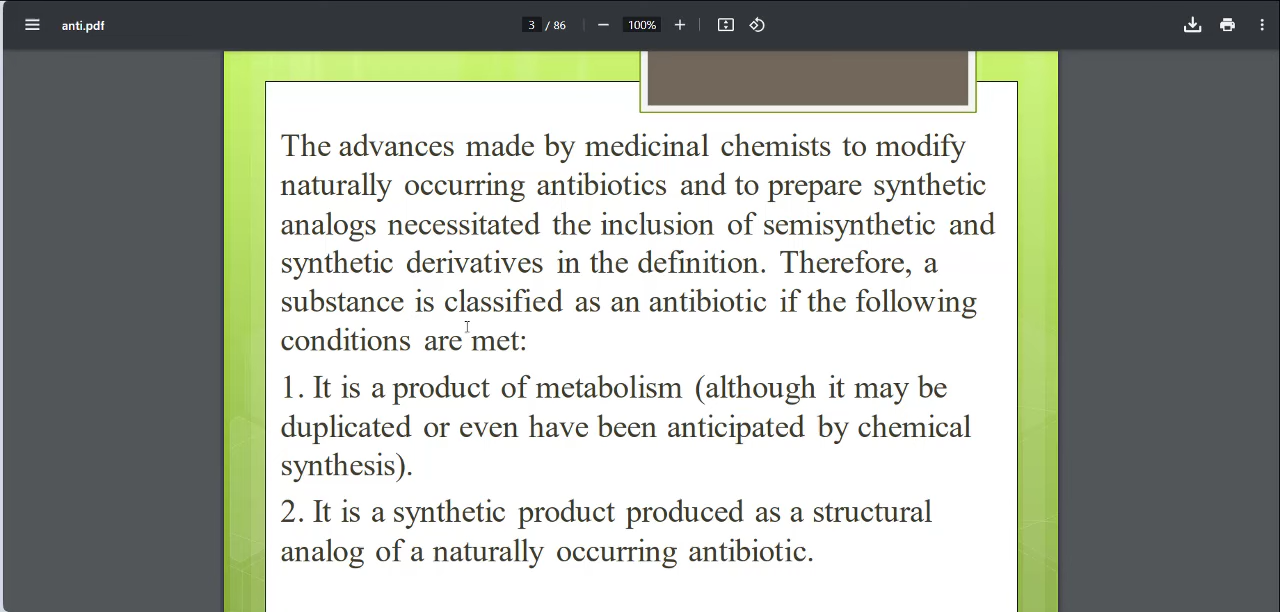 anti.pdf
3 / 86
100%
The advances made by medicinal chemists to modify
naturally occurring antibiotics and to prepare synthetic
analogs necessitated the inclusion of semisynthetic and
synthetic derivatives in the definition. Therefore, a
substance is classified as an antibiotic if the following
conditions are met:
1. It is a product of metabolism (although it may be
duplicated or even have been anticipated by chemical
synthesis).
2. It is a synthetic product produced as a structural
analog of a naturally occurring antibiotic.